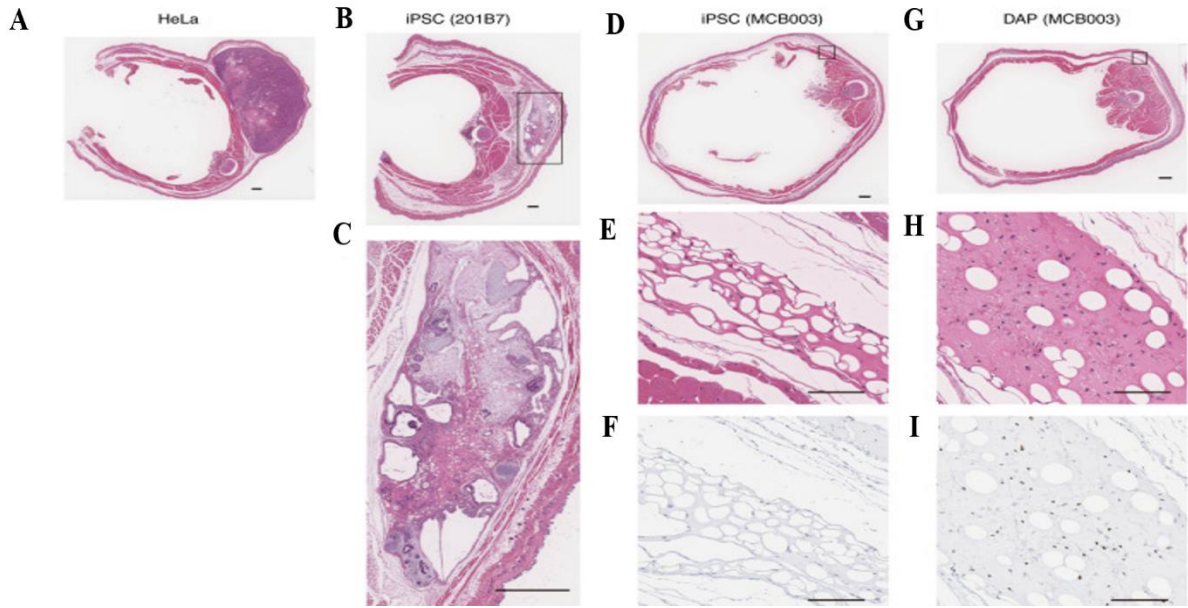 A
HeLa
B
iPSC (201B7)
D
iPSC (MCB003)
G
DAP (MCB003)
C
E
H
F
I